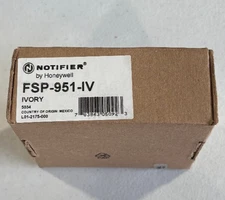 NOTIFIER®
by Honeywell
FSP-951-IV
IVORY
COUNTRY OF ORIGIN: MEXICO